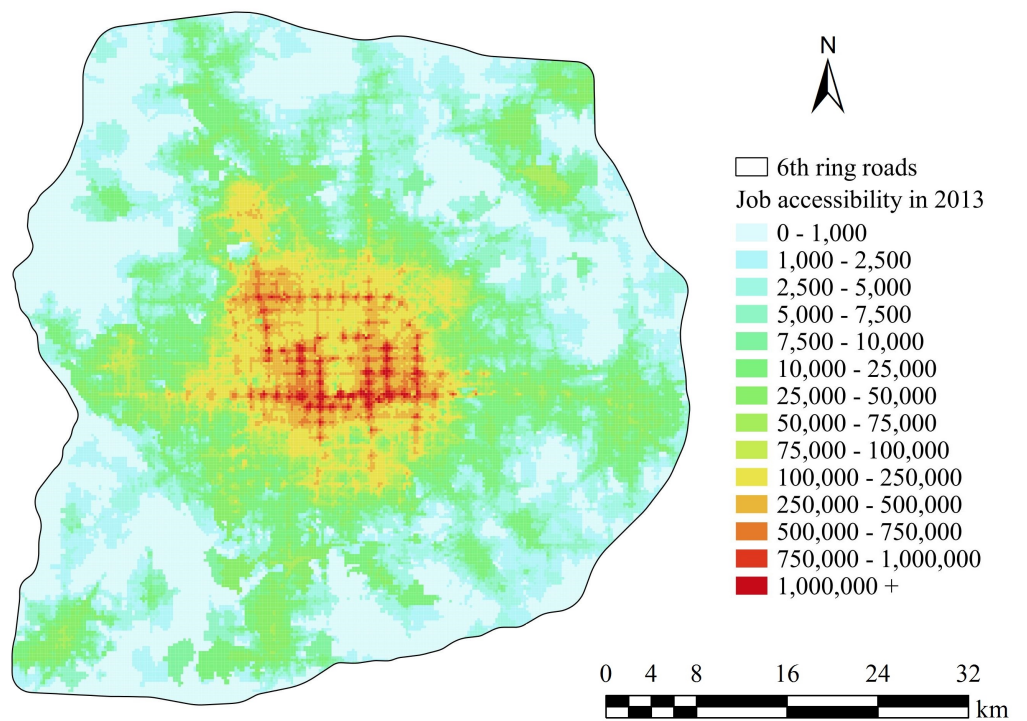 N
6th ring roads
Job accessibility in 2013
0 - 1,000
1,000 - 2,500
2,500 - 5,000
5,000 - 7,500
7,500 - 10,000
10,000 - 25,000
25,000 - 50,000
50,000 - 75,000
75,000 - 100,000
100,000 - 250,000
250,000 - 500,000
500,000 - 750,000
750,000 - 1,000,000
1,000,000 +
0 4 8 16 24 32
km